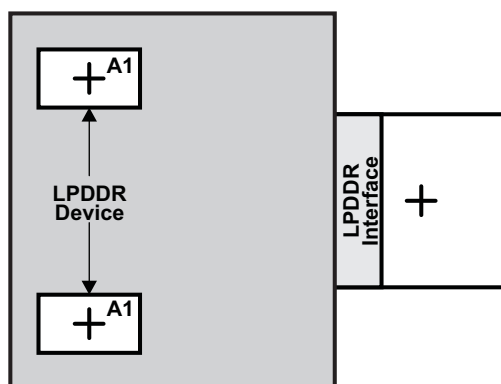 A1
LPDDR
Device
LPDDR
Interface
A1